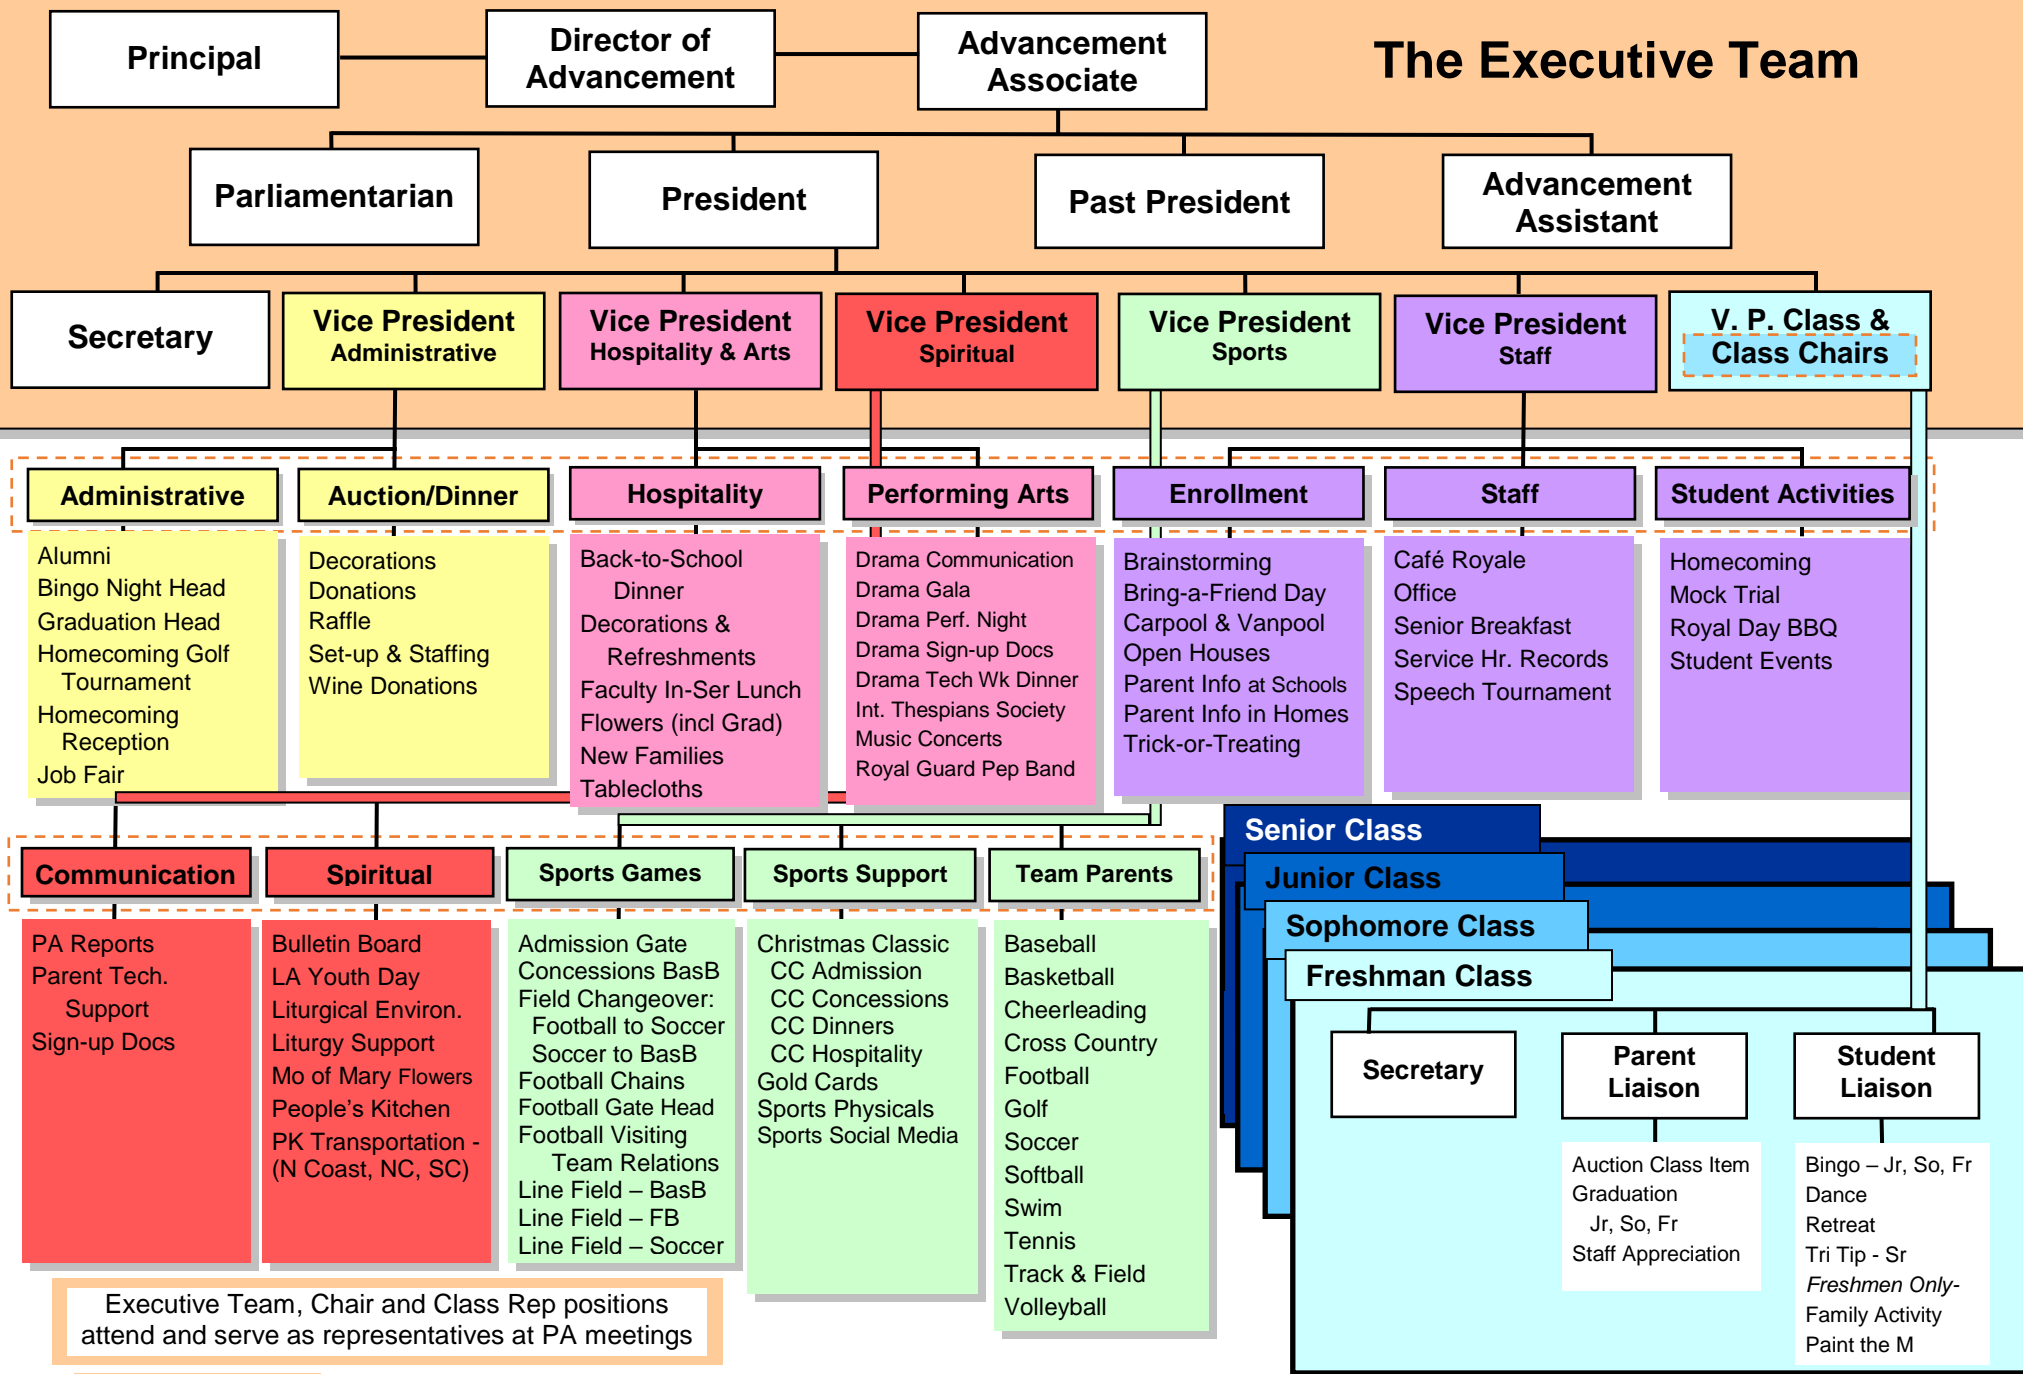 The Executive Team
Principal
Director of
Advancement
Advancement
Associate
Parliamentarian
President
Past President
Advancement
Assistant
Secretary
Vice President
Administrative
Vice President
Hospitality & Arts
Vice President
Spiritual
Vice President
Sports
Vice President
Staff
V. P. Class &
Class Chairs
Administrative
Alumni
Bingo Night Head
Graduation Head
Homecoming Golf
Tournament
Homecoming
Reception
Job Fair
Auction/Dinner
Decorations
Donations
Raffle
Set-up & Staffing
Wine Donations
Hospitality
Back-to-School
Dinner
Decorations &
Refreshments
Faculty In-Ser Lunch
Flowers (incl Grad)
New Families
Tablecloths
Performing Arts
Drama Communication
Drama Gala
Drama Perf. Night
Drama Sign-up Docs
Drama Tech Wk Dinner
Int. Thespians Society
Music Concerts
Royal Guard Pep Band
Enrollment
Brainstorming
Bring-a-Friend Day
Carpool & Vanpool
Open Houses
Parent Info at Schools
Parent Info in Homes
Trick-or-Treating
Staff
Café Royale
Office
Senior Breakfast
Service Hr. Records
Speech Tournament
Student Activities
Homecoming
Mock Trial
Royal Day BBQ
Student Events
Communication
PA Reports
Parent Tech.
Support
Sign-up Docs
Spiritual
Bulletin Board
LA Youth Day
Liturgical Environ.
Liturgy Support
Mo of Mary Flowers
People's Kitchen
PK Transportation -
(N Coast, NC, SC)
Sports Games
Admission Gate
Concessions BasB
Field Changeover:
Football to Soccer
Soccer to BasB
Football Chains
Football Gate Head
Football Visiting
Team Relations
Line Field – BasB
Line Field – FB
Line Field – Soccer
Sports Support
Christmas Classic
CC Admission
CC Concessions
CC Dinners
CC Hospitality
Gold Cards
Sports Physicals
Sports Social Media
Team Parents
Baseball
Basketball
Cheerleading
Cross Country
Football
Golf
Soccer
Softball
Swim
Tennis
Track & Field
Volleyball
Senior Class
Junior Class
Sophomore Class
Freshman Class
Secretary
Parent
Liaison
Auction Class Item
Graduation
Jr, So, Fr
Staff Appreciation
Student
Liaison
Bingo – Jr, So, Fr
Dance
Retreat
Tri Tip - Sr
Freshmen Only-
Family Activity
Paint the M
Executive Team, Chair and Class Rep positions
attend and serve as representatives at PA meetings